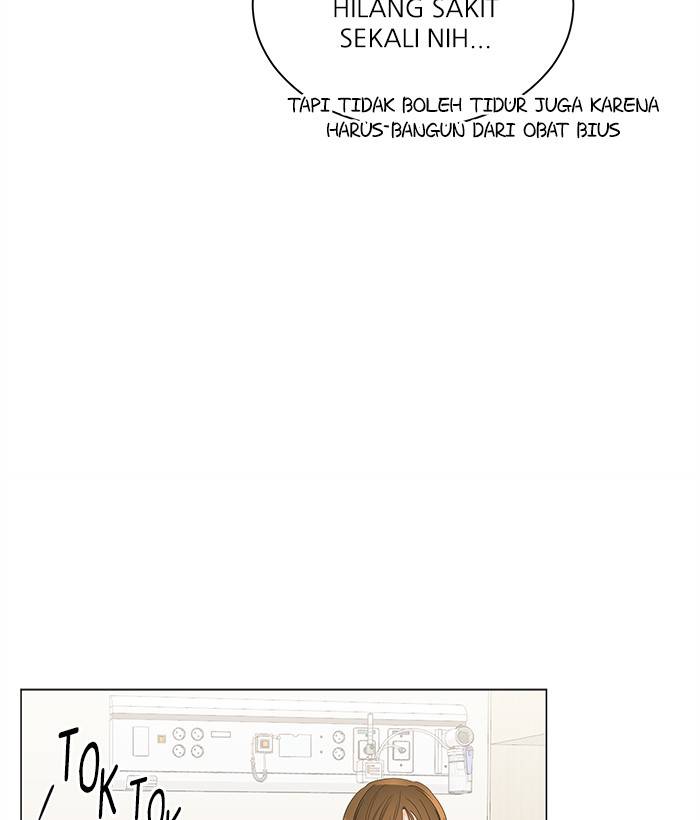 HILANG SAKIT
SEKALI NIH...
TAPI TIDAK BOLEH TIDUR JUGA KARENA
HARUS BANGUN DARI OBAT BIUS
TOK
TOK